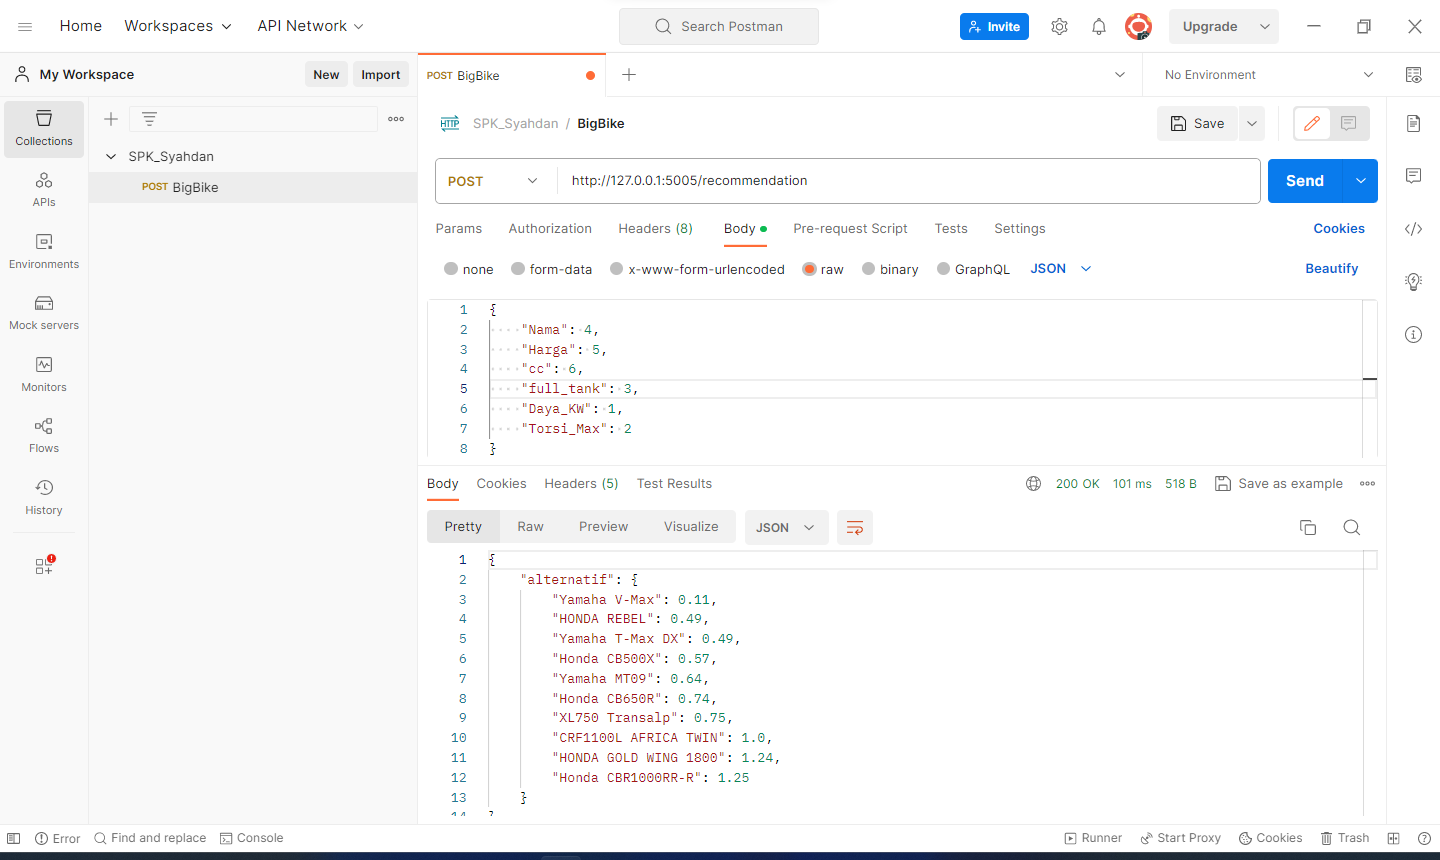 Home Workspaces API Network Search Postman Invite Upgrade
My Workspace New Import POST BigBike No Environment
Collections
APIs
Environments
Mock servers
Monitors
Flows
History
SPK_Syahdan
POST BigBike
HTTP SPK_Syahdan / BigBike Save
POST http://127.0.0.1:5005/recommendation Send
Params Authorization Headers (8) Body Pre-request Script Tests Settings Cookies
none form-data x-www-form-urlencoded raw binary GraphQL JSON Beautify
1 {
2 "Nama": 4,
3 "Harga": 5,
4 "cc": 6,
5 "full_tank": 3,
6 "Daya_KW": 1,
7 "Torsi_Max": 2
8 }
Body Cookies Headers (5) Test Results 200 OK 101 ms 518 B Save as example
Pretty Raw Preview Visualize JSON
1 {
2 "alternatif": {
3 "Yamaha V-Max": 0.11,
4 "HONDA REBEL": 0.49,
5 "Yamaha T-Max DX": 0.49,
6 "Honda CB500X": 0.57,
7 "Yamaha MT09": 0.64,
8 "Honda CB650R": 0.74,
9 "XL750 Transalp": 0.75,
10 "CRF1100L AFRICA TWIN": 1.0,
11 "HONDA GOLD WING 1800": 1.24,
12 "Honda CBR1000RR-R": 1.25
13 }
Error Find and replace Console Runner Start Proxy Cookies Trash